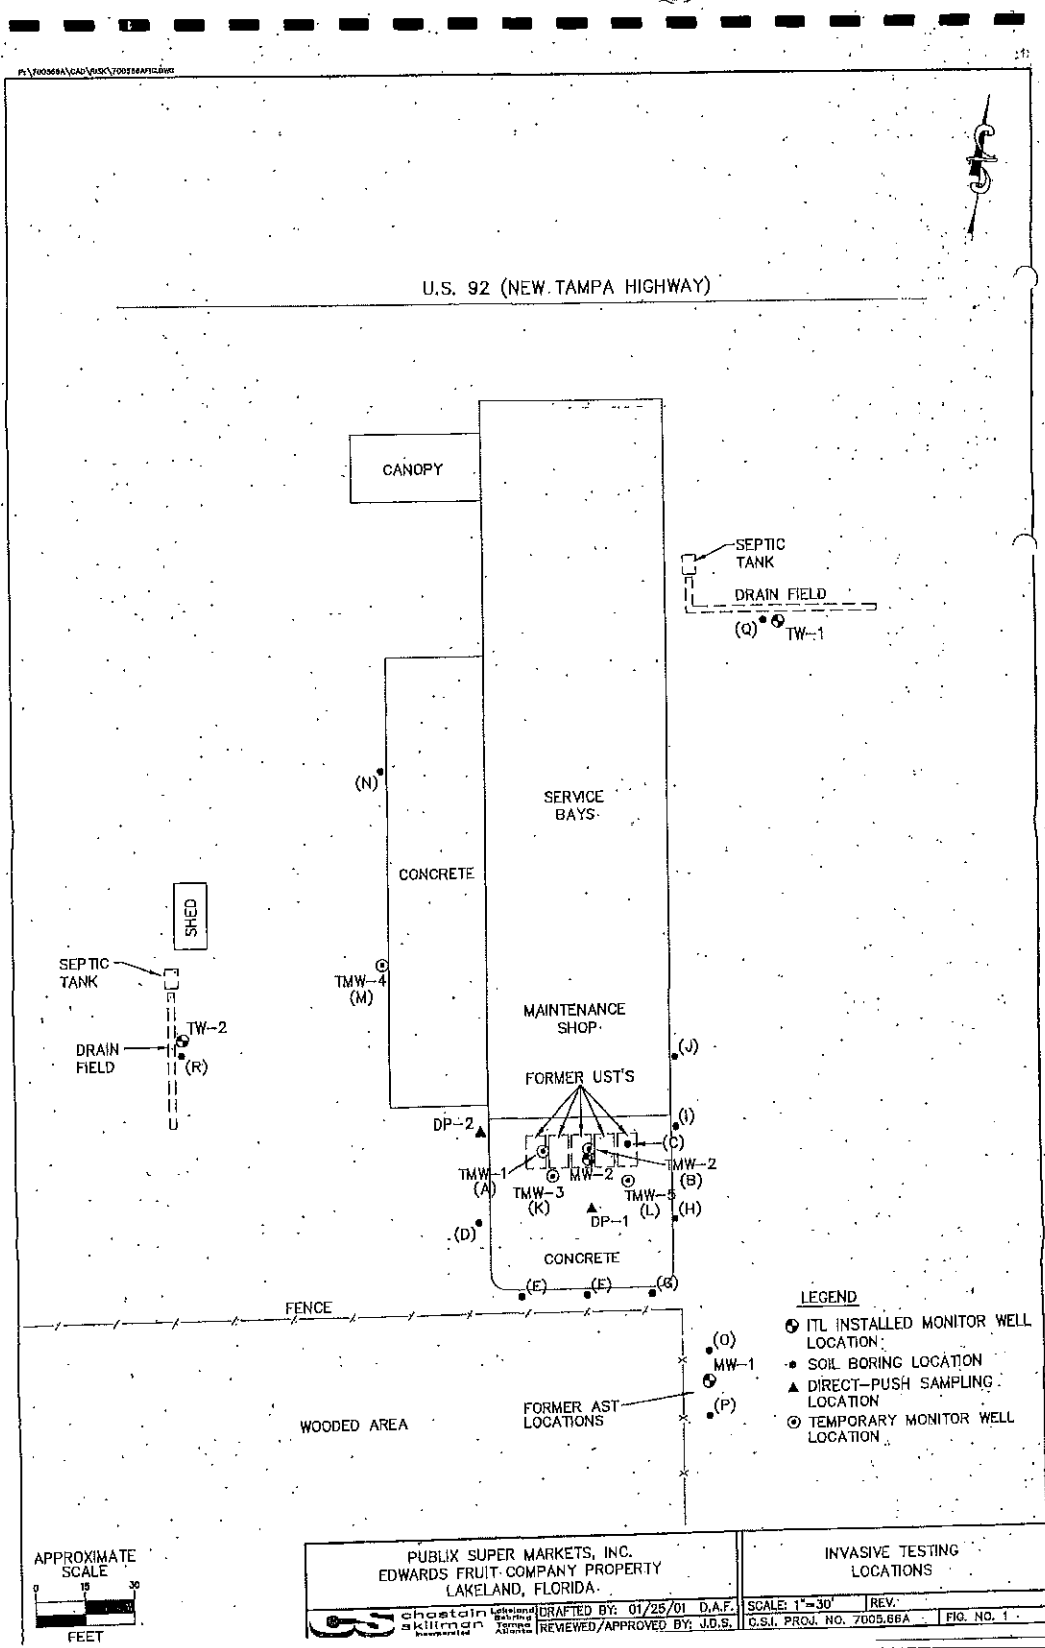 U.S. 92 (NEW TAMPA HIGHWAY)
CANOPY
SEPTIC
TANK
DRAIN FIELD
(Q)
TW-1
(N)
SERVICE
BAYS
CONCRETE
SHED
SEPTIC
TANK
TMW-4
(M)
MAINTENANCE
SHOP
TW-2
DRAIN
FIELD
(R)
(J)
FORMER UST'S
DP-2
(I)
(C)
TMW-1
(A)
MW-2
TMW-2
(B)
TMW-3
(K)
TMW-5
(L)
DP-1
(H)
(D)
CONCRETE
(E)
(F)
(G)
FENCE
LEGEND
ITL INSTALLED MONITOR WELL
LOCATION
SOIL BORING LOCATION
DIRECT-PUSH SAMPLING
LOCATION
TEMPORARY MONITOR WELL
LOCATION
(O)
MW-1
(P)
FORMER AST
LOCATIONS
WOODED AREA
APPROXIMATE
SCALE
0 15 30
FEET
PUBLIX SUPER MARKETS, INC.
EDWARDS FRUIT COMPANY PROPERTY
LAKELAND, FLORIDA
INVASIVE TESTING
LOCATIONS
chastain
skillman
Incorporated
Lakeland
Sebring
Tampa
Atlanta
DRAFTED BY: 01/25/01 D.A.F.
REVIEWED/APPROVED BY: J.D.S.
SCALE: 1"=30'
REV.
C.S.I. PROJ. NO. 7005.66A
FIG. NO. 1